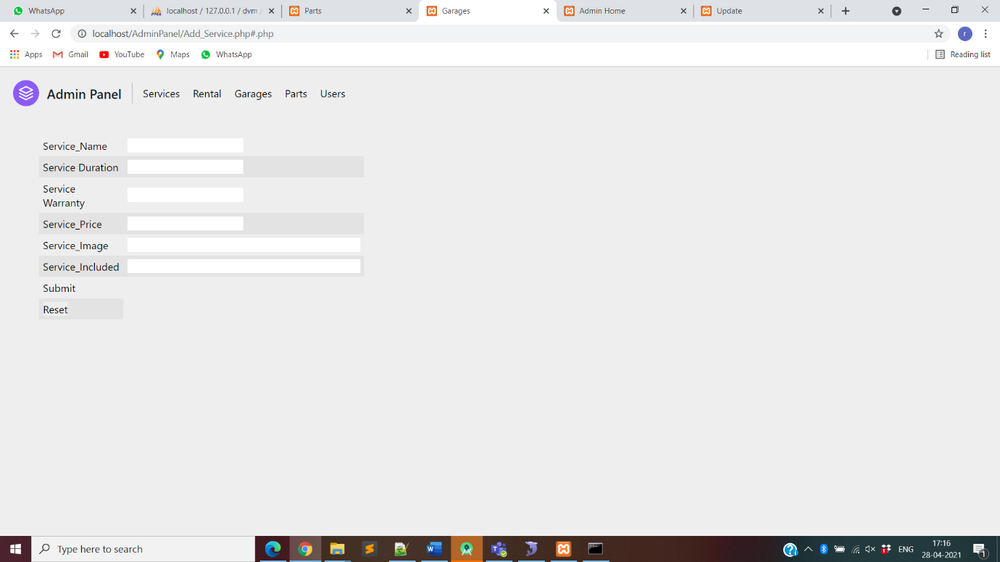 WhatsApp
localhost / 127.0.0.1 / dvm /
Parts
Garages
Admin Home
Update
localhost/AdminPanel/Add_Service.php#.php
r
Apps
Gmail
YouTube
Maps
WhatsApp
Reading list
Admin Panel
Services
Rental
Garages
Parts
Users
Service_Name
Service Duration
Service
Warranty
Service_Price
Service_Image
Service_Included
Submit
Reset
Type here to search
ENG
17:16
28-04-2021
1